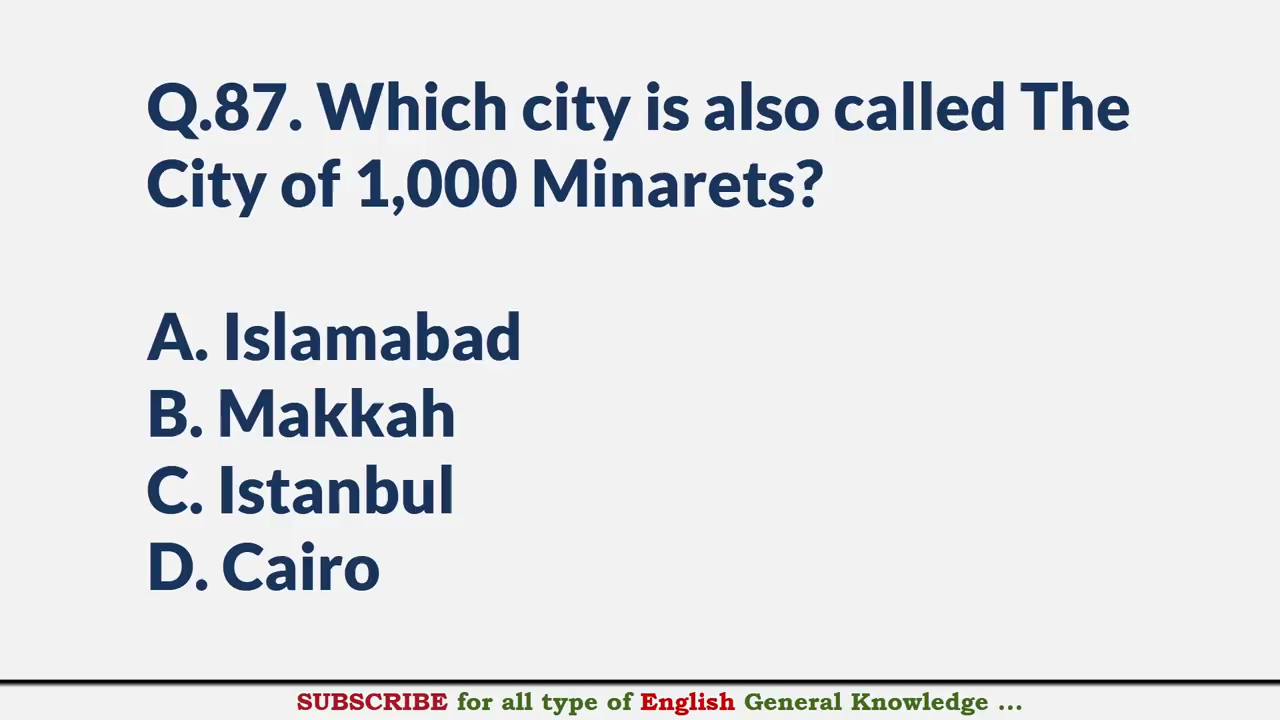 Q.87. Which city is also called The
City of 1,000 Minarets?
A. Islamabad
B. Makkah
C. Istanbul
D. Cairo
SUBSCRIBE for all type of English General Knowledge ...